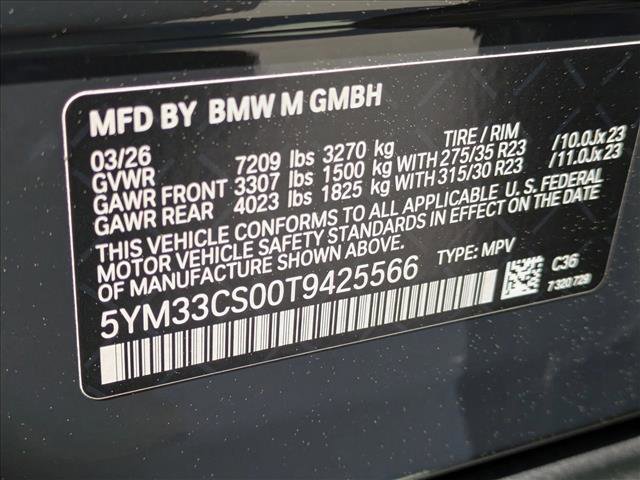 MFD BY BMW M GMBH
03/26 TIRE / RIM
GVWR 7209 lbs 3270 kg
GAWR FRONT 3307 lbs 1500 kg WITH 275/35 R23 /10.0Jx23
GAWR REAR 4023 lbs 1825 kg WITH 315/30 R23 /11.0Jx23
THIS VEHICLE CONFORMS TO ALL APPLICABLE U. S. FEDERAL
MOTOR VEHICLE SAFETY STANDARDS IN EFFECT ON THE DATE
OF MANUFACTURE SHOWN ABOVE.
5YM33CS00T9425566 TYPE: MPV C36
7 320 729